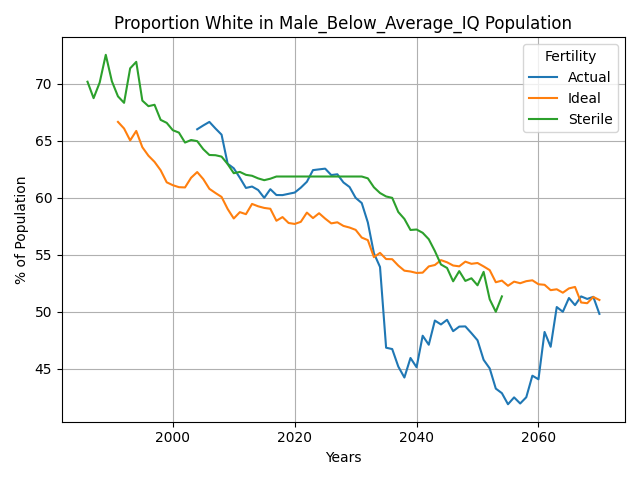 Proportion White in Male_Below_Average_IQ Population
Fertility
Actual
Ideal
Sterile
% of Population
70
65
60
55
50
45
2000
2020
2040
2060
Years